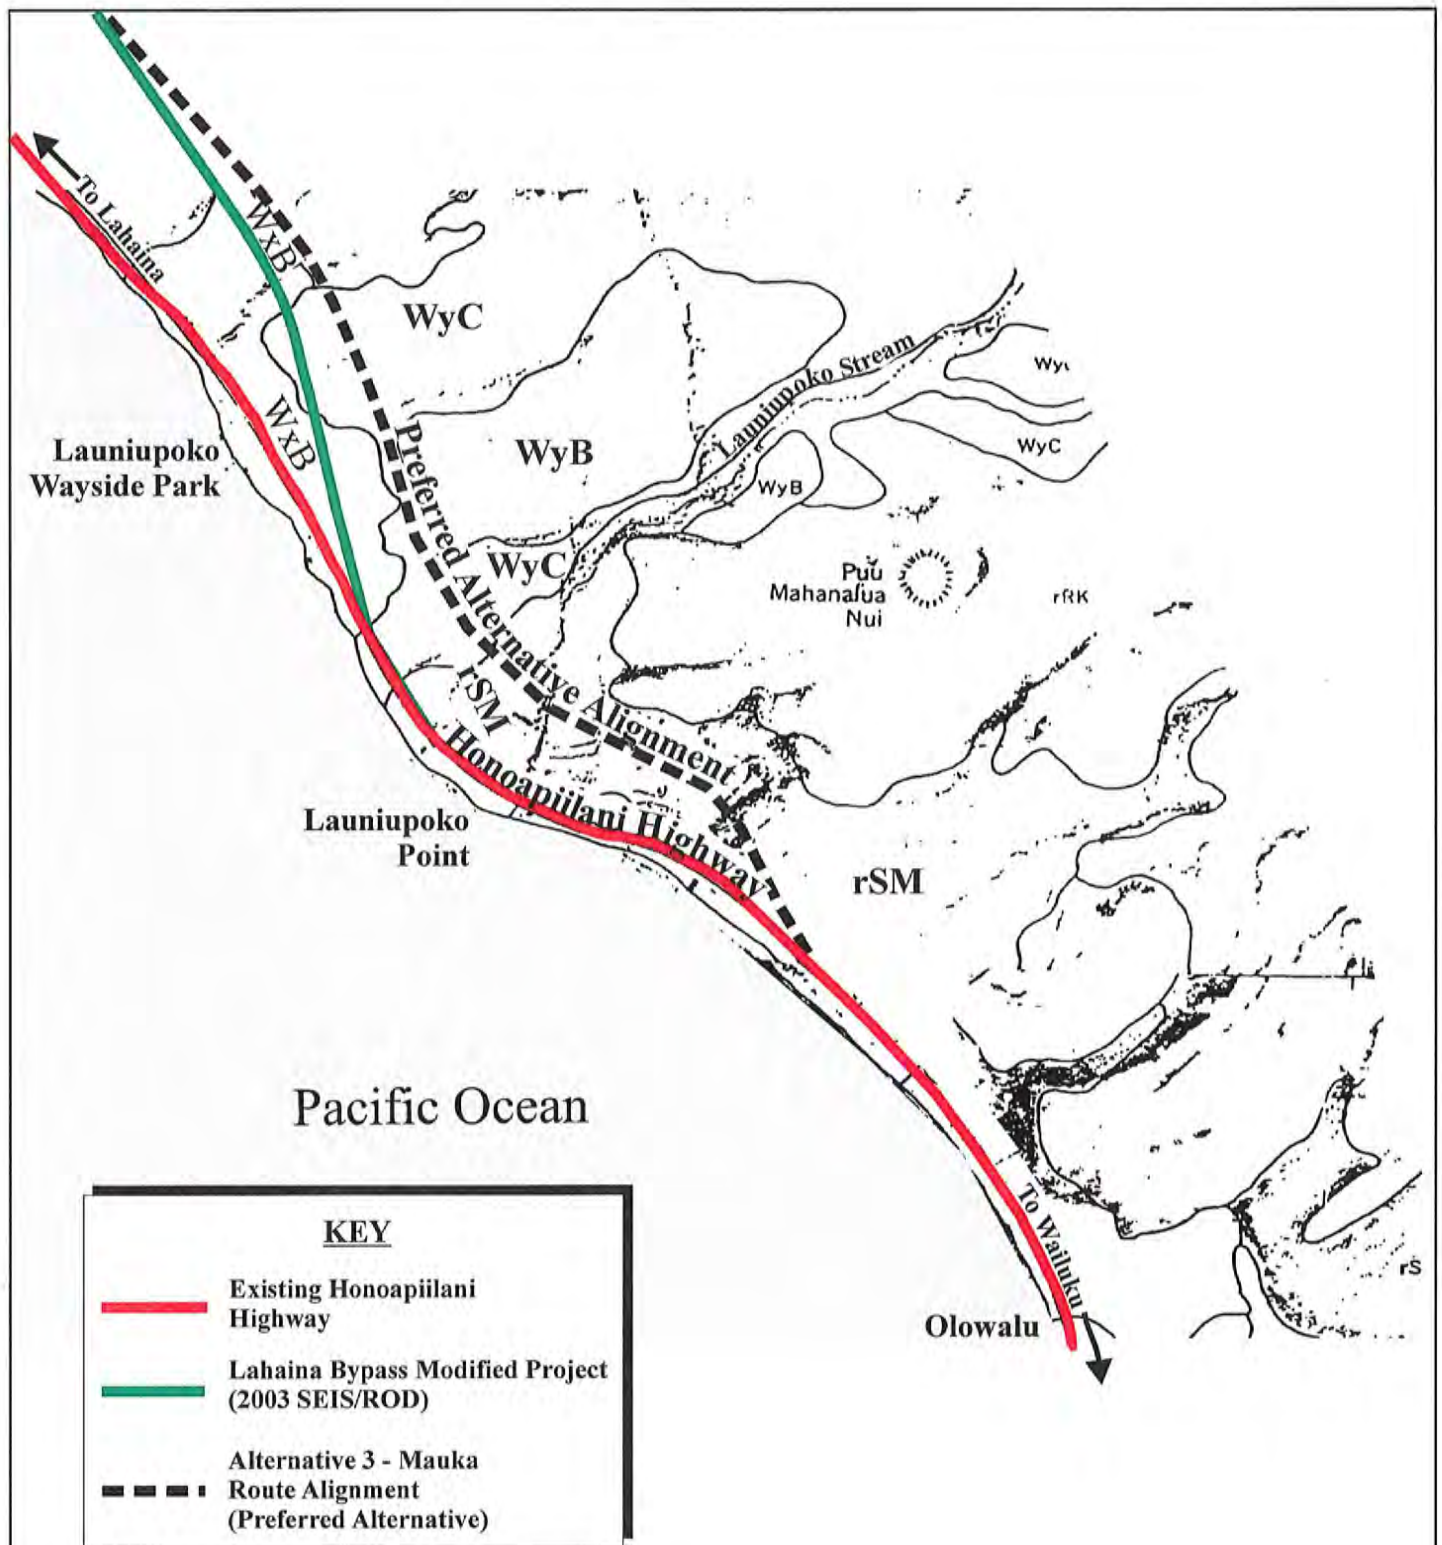 To Lahaina
WxB
WyC
Launiupoko Stream
Wy
WxB
Launiupoko
Wayside Park
Preferred Alternative Alignment
WyB
WyC
WyB
WyC
Puu
Mahanalua
Nui
rRK
rSM
Honoapiilani Highway
Launiupoko
Point
rSM
Pacific Ocean
To Wailuku
rS
Olowalu
KEY
Existing Honoapiilani
Highway
Lahaina Bypass Modified Project
(2003 SEIS/ROD)
Alternative 3 - Mauka
Route Alignment
(Preferred Alternative)